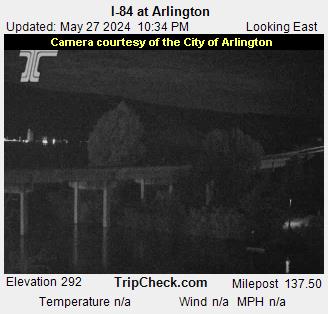 I-84 at Arlington
Updated: May 27 2024 10:34 PM Looking East
Camera courtesy of the City of Arlington
Elevation 292 TripCheck.com Milepost 137.50
Temperature n/a Wind n/a MPH n/a